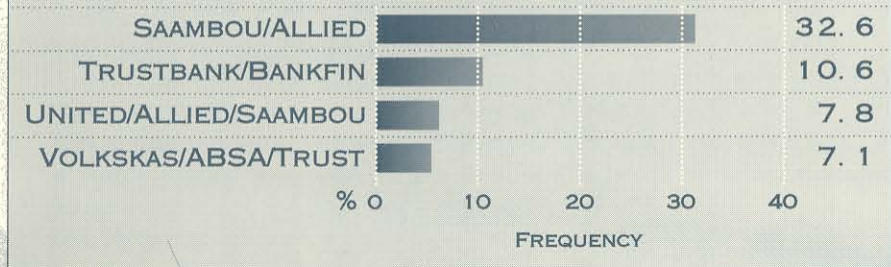 SAAMBOU/ALLIED 32. 6
TRUSTBANK/BANKFIN 10. 6
UNITED/ALLIED/SAAMBOU 7. 8
VOLKSKAS/ABSA/TRUST 7. 1
% 0 10 20 30 40
FREQUENCY